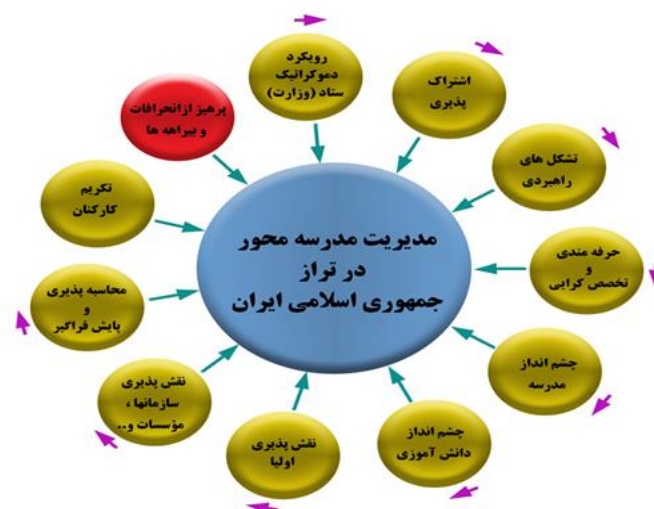 رویکرد
دموکراتیک
ستاد (وزارت)
اشتراک
پذیری
تشکل های
راهبردی
حرفه مندی
و
تخصص گرایی
چشم انداز
مدرسه
چشم انداز
دانش آموزی
نقش پذیری
اولیا
نقش پذیری
سازمانها ،
مؤسسات و..
محاسبه پذیری
و
پایش فراگیر
تکریم
کارکنان
پرهیز ازانحرافات
و بیراهه ها
مدیریت مدرسه محور
در تراز
جمهوری اسلامی ایران